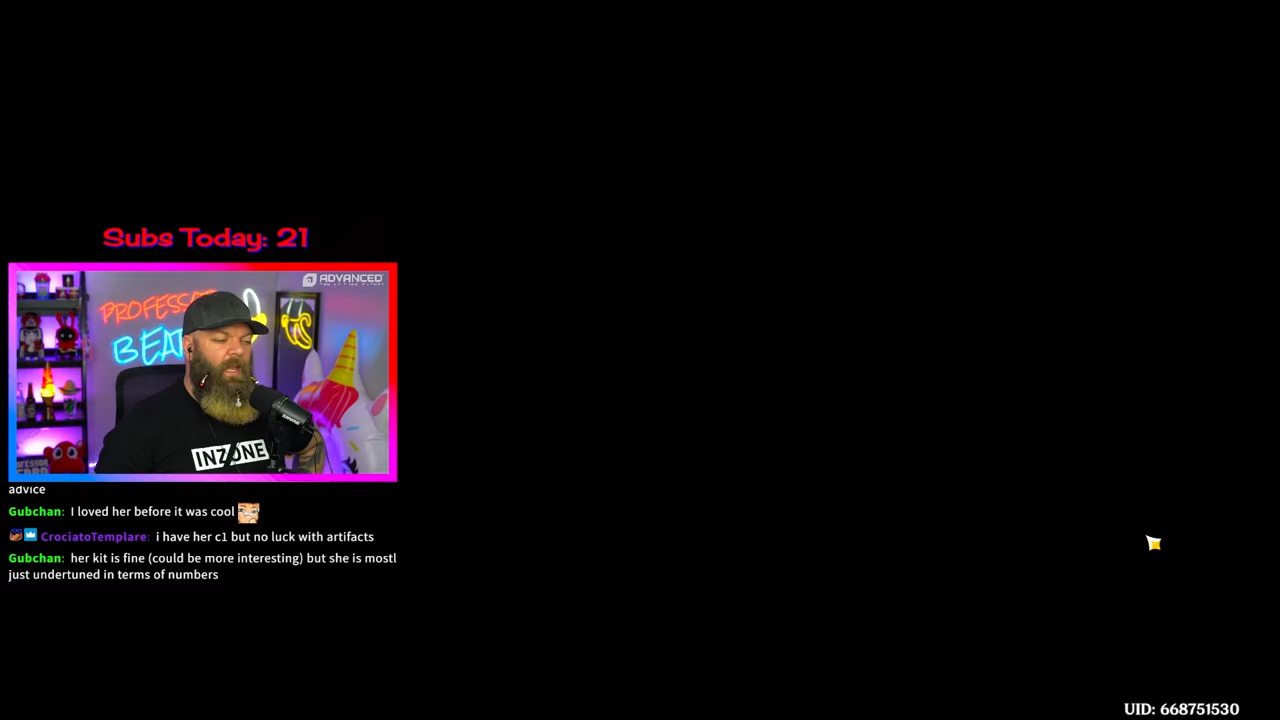 Subs Today: 21
ADVANCED
PROFESSOR
BEA
INZONE
advice
Gubchan: I loved her before it was cool
CrociatoTemplare: i have her c1 but no luck with artifacts
Gubchan: her kit is fine (could be more interesting) but she is mostl
just undertuned in terms of numbers
UID: 668751530